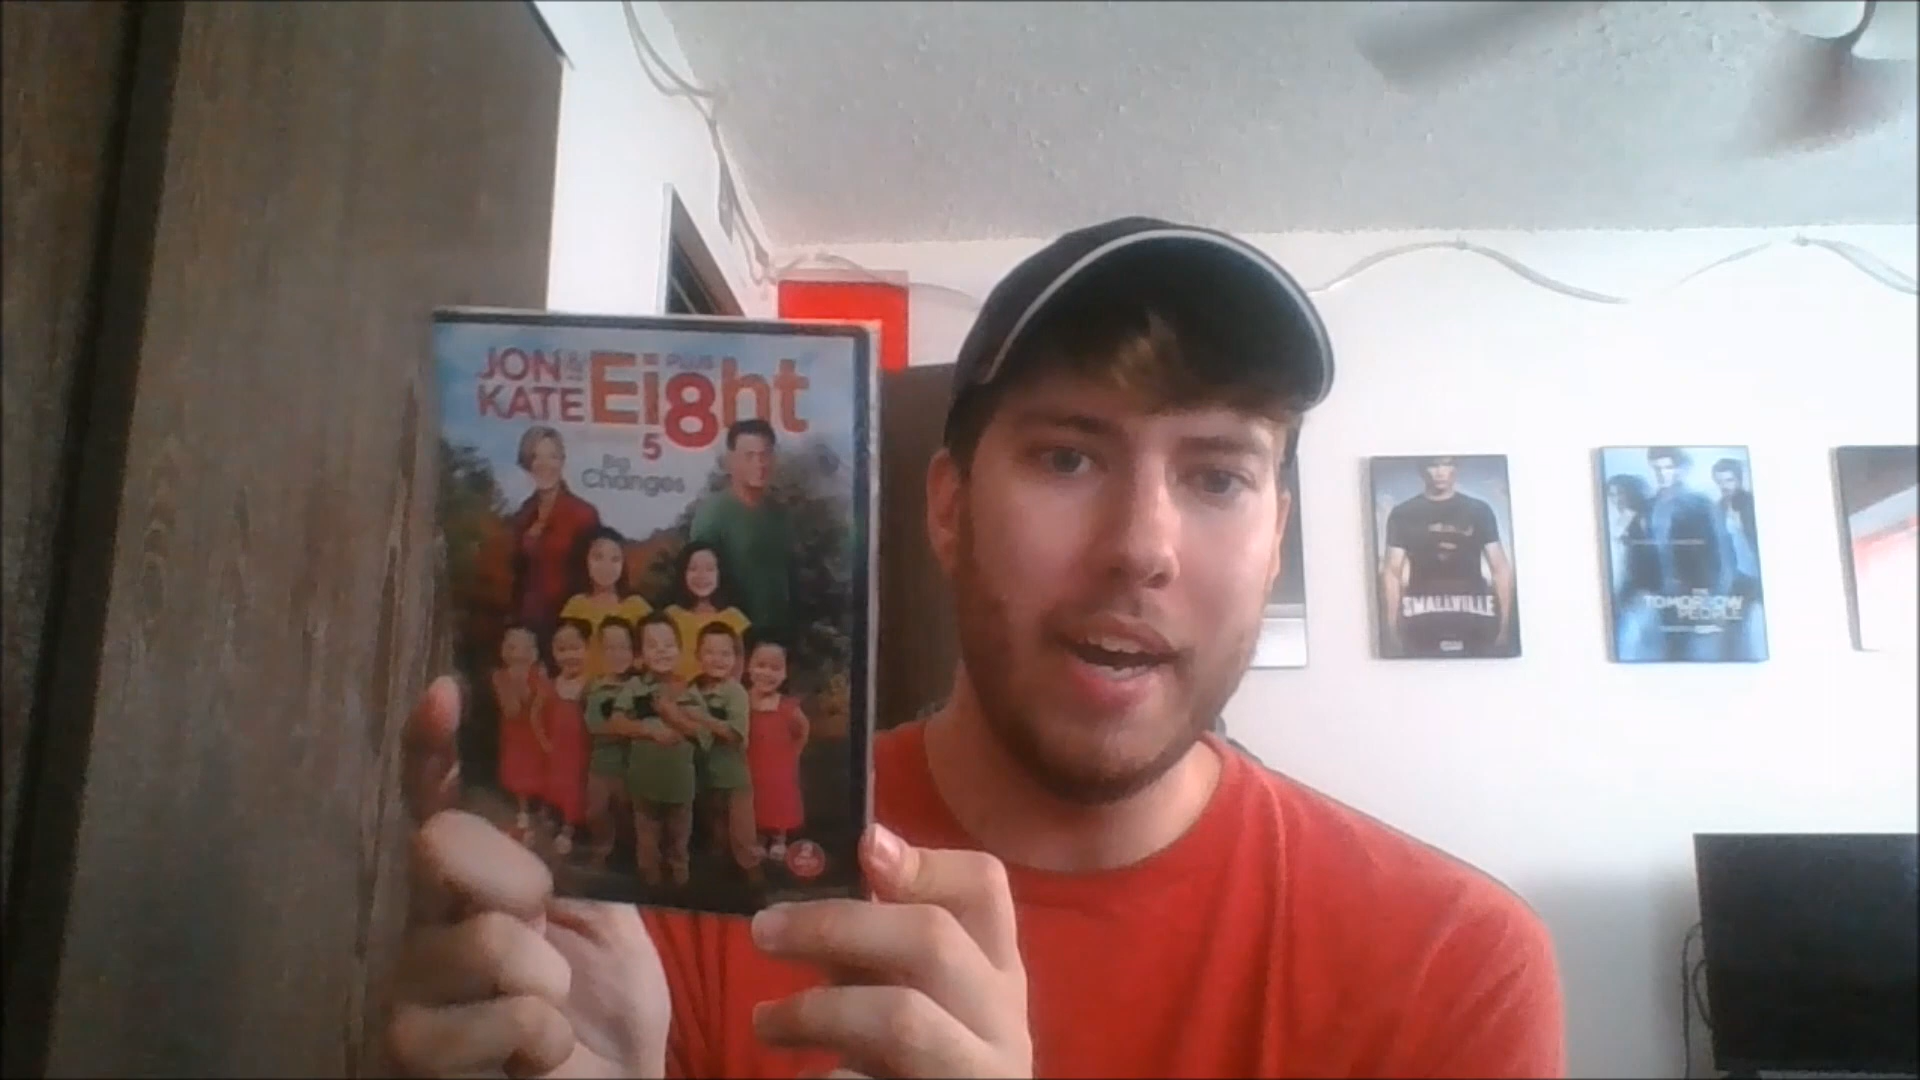 JON &
KATE
PLUS
Ei8ht
5
Big
Changes
SMALLVILLE
THE
TOMORROW
PEOPLE